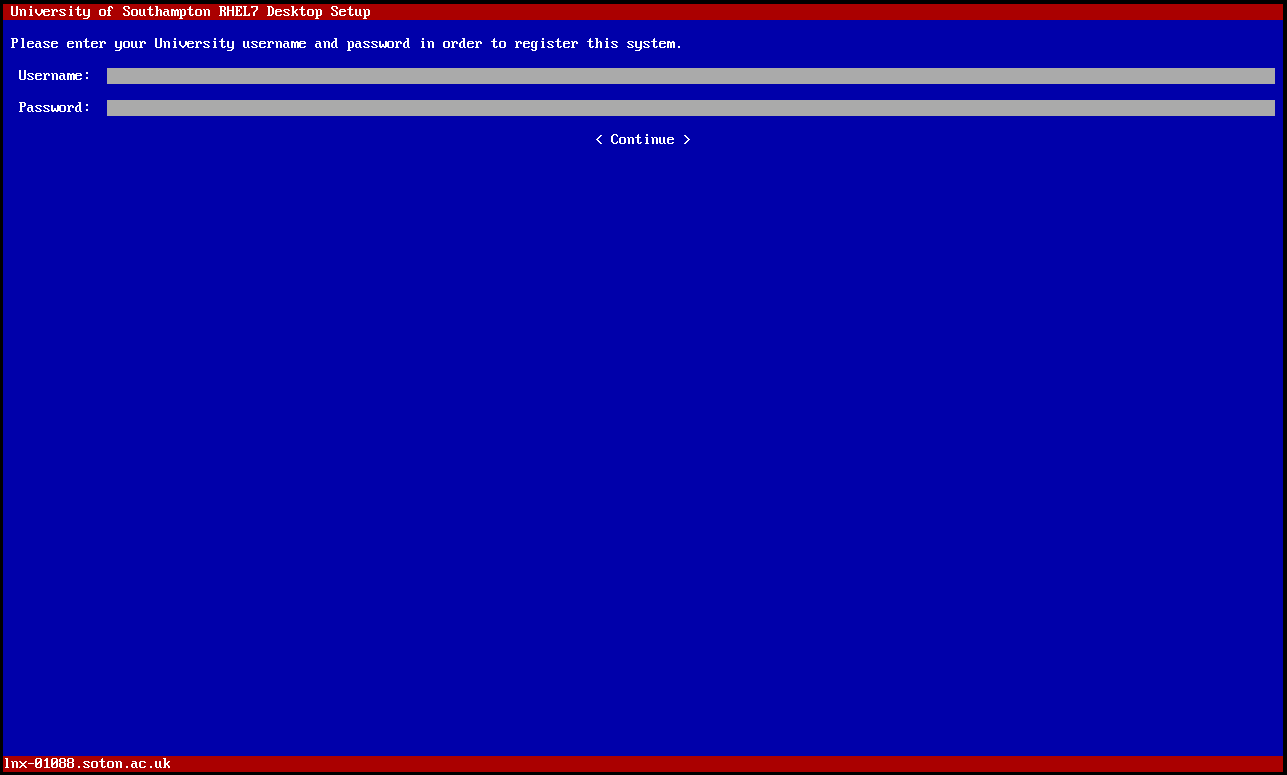 University of Southampton RHEL7 Desktop Setup
Please enter your University username and password in order to register this system.
Username:
Password:
< Continue >
lnx-01088.soton.ac.uk